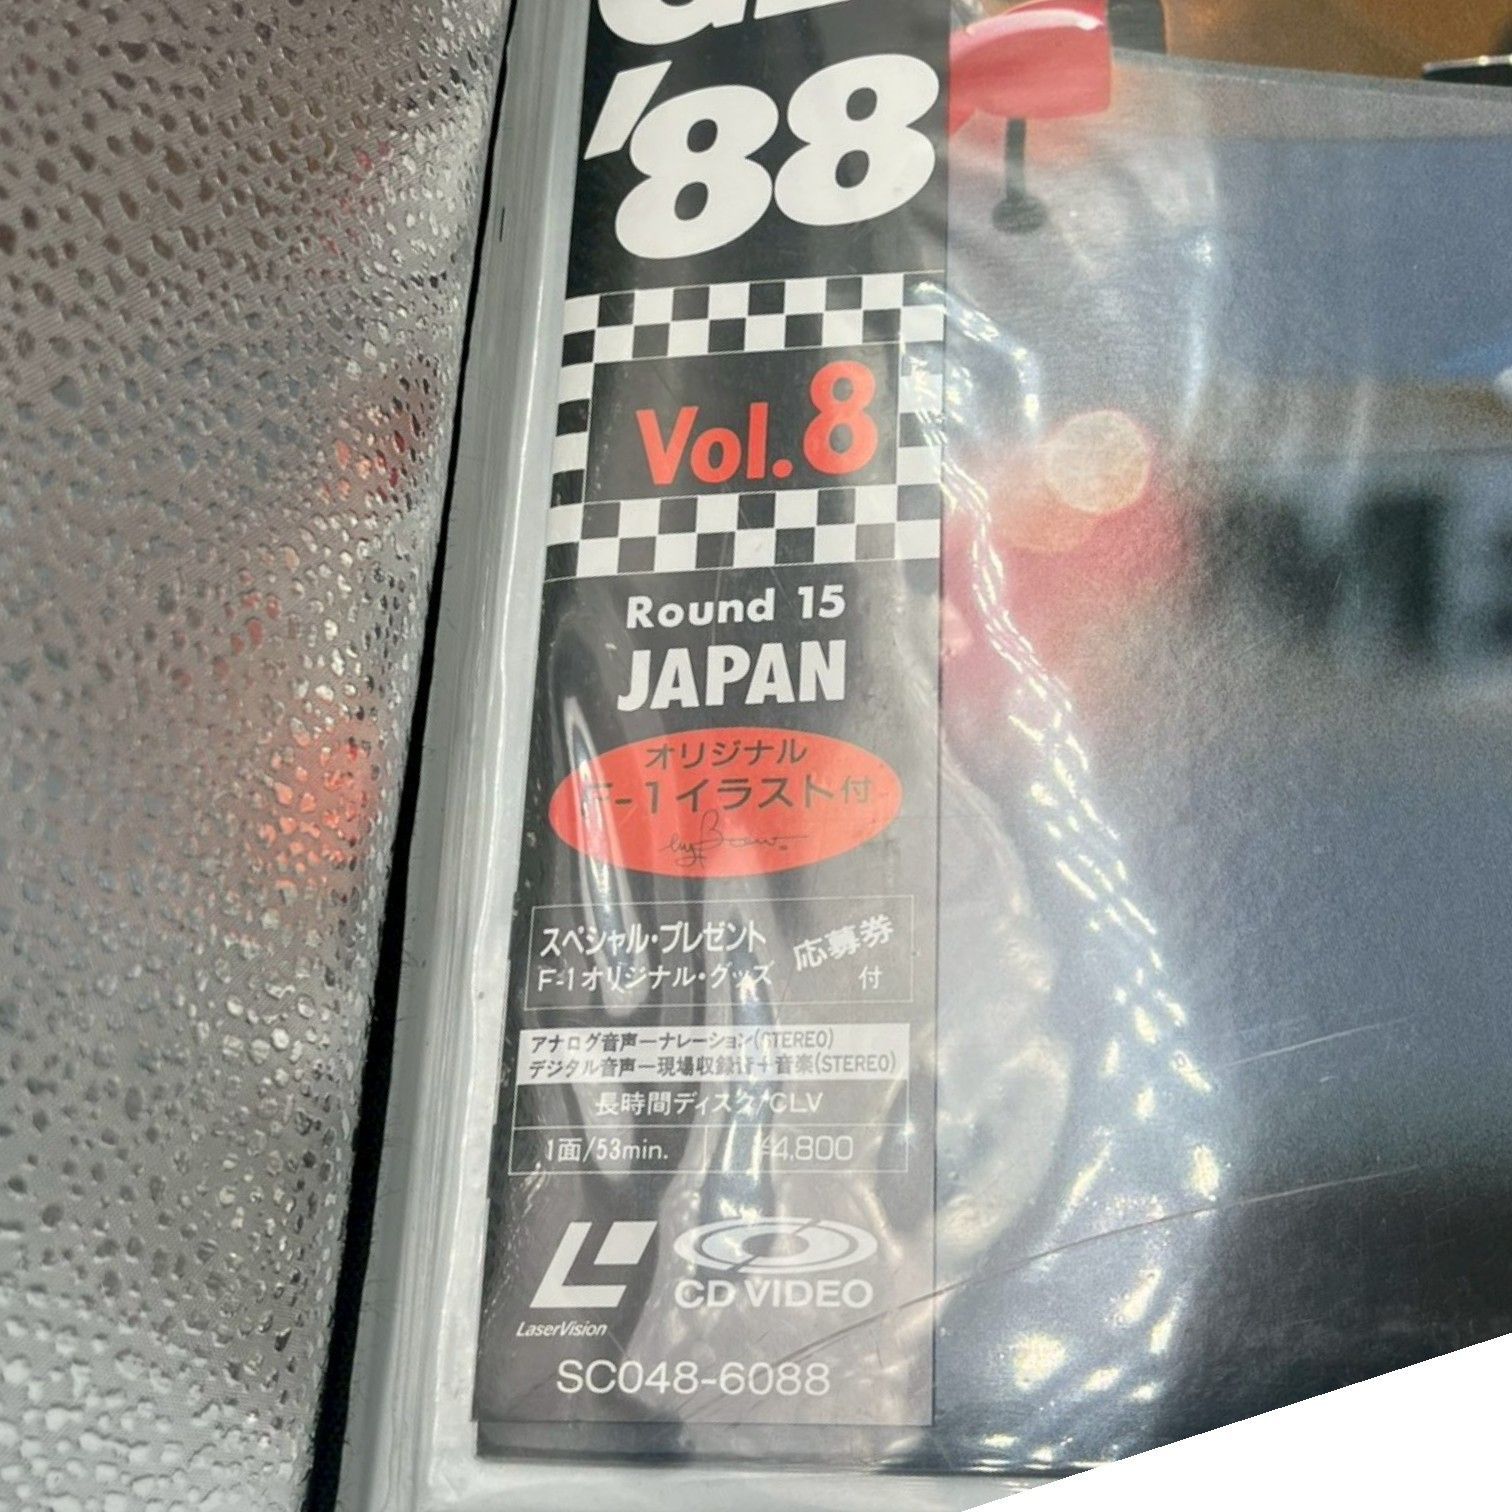 '88
Vol.8
Round 15
JAPAN
オリジナル
F-1イラスト付
スペシャル・プレゼント
F-1オリジナル・グッズ
応募券
付
アナログ音声ーナレーション(STEREO)
デジタル音声ー現場収録音+音楽(STEREO)
長時間ディスク/CLV
1面/53min.
¥4,800
CD VIDEO
LaserVision
SC048-6088